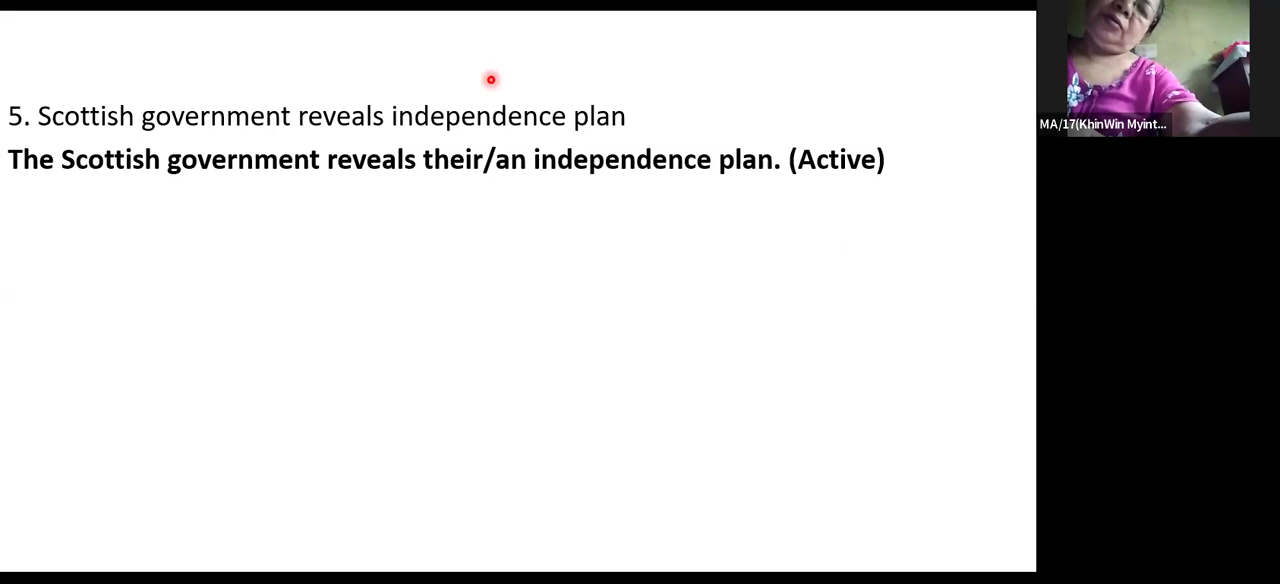 5. Scottish government reveals independence plan
The Scottish government reveals their/an independence plan. (Active)
MA/17(KhinWin Myint...